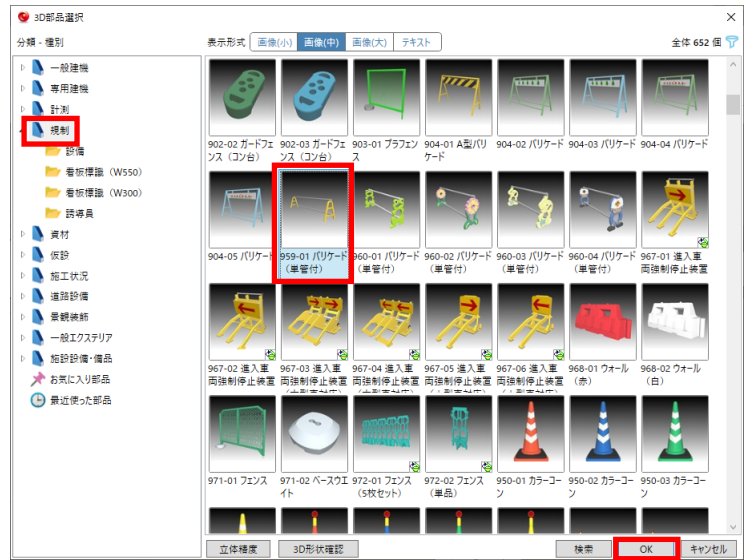 3D部品選択
分類 - 種別
表示形式 画像(小) 画像(中) 画像(大) テキスト 全体 652 個
一般建機
専用建機
計測
規制
設備
看板標識（W550）
看板標識（W300）
誘導員
資材
仮設
施工状況
道路設備
景観装飾
一般エクステリア
施設設備・備品
お気に入り部品
最近使った部品
902-02 ガードフェ
ンス（コン台）
902-03 ガードフェ
ンス（コン台）
903-01 プラフェン
ス
904-01 A型バリ
ケード
904-02 バリケード
904-03 バリケード
904-04 バリケード
904-05 バリケード
959-01 バリケード
（単管付）
960-01 バリケード
（単管付）
960-02 バリケード
（単管付）
960-03 バリケード
（単管付）
960-04 バリケード
（単管付）
967-01 進入車
両強制停止装置
967-02 進入車
両強制停止装置
967-03 進入車
両強制停止装置
967-04 進入車
両強制停止装置
967-05 進入車
両強制停止装置
967-06 進入車
両強制停止装置
968-01 ウォール
（赤）
968-02 ウォール
（白）
971-01 フェンス
971-02 ベースウエ
イト
972-01 フェンス
（5枚セット）
972-02 フェンス
（単品）
950-01 カラーコー
ン
950-02 カラーコー
ン
950-03 カラーコー
ン
立体精度 3D形状確認 検索 OK キャンセル